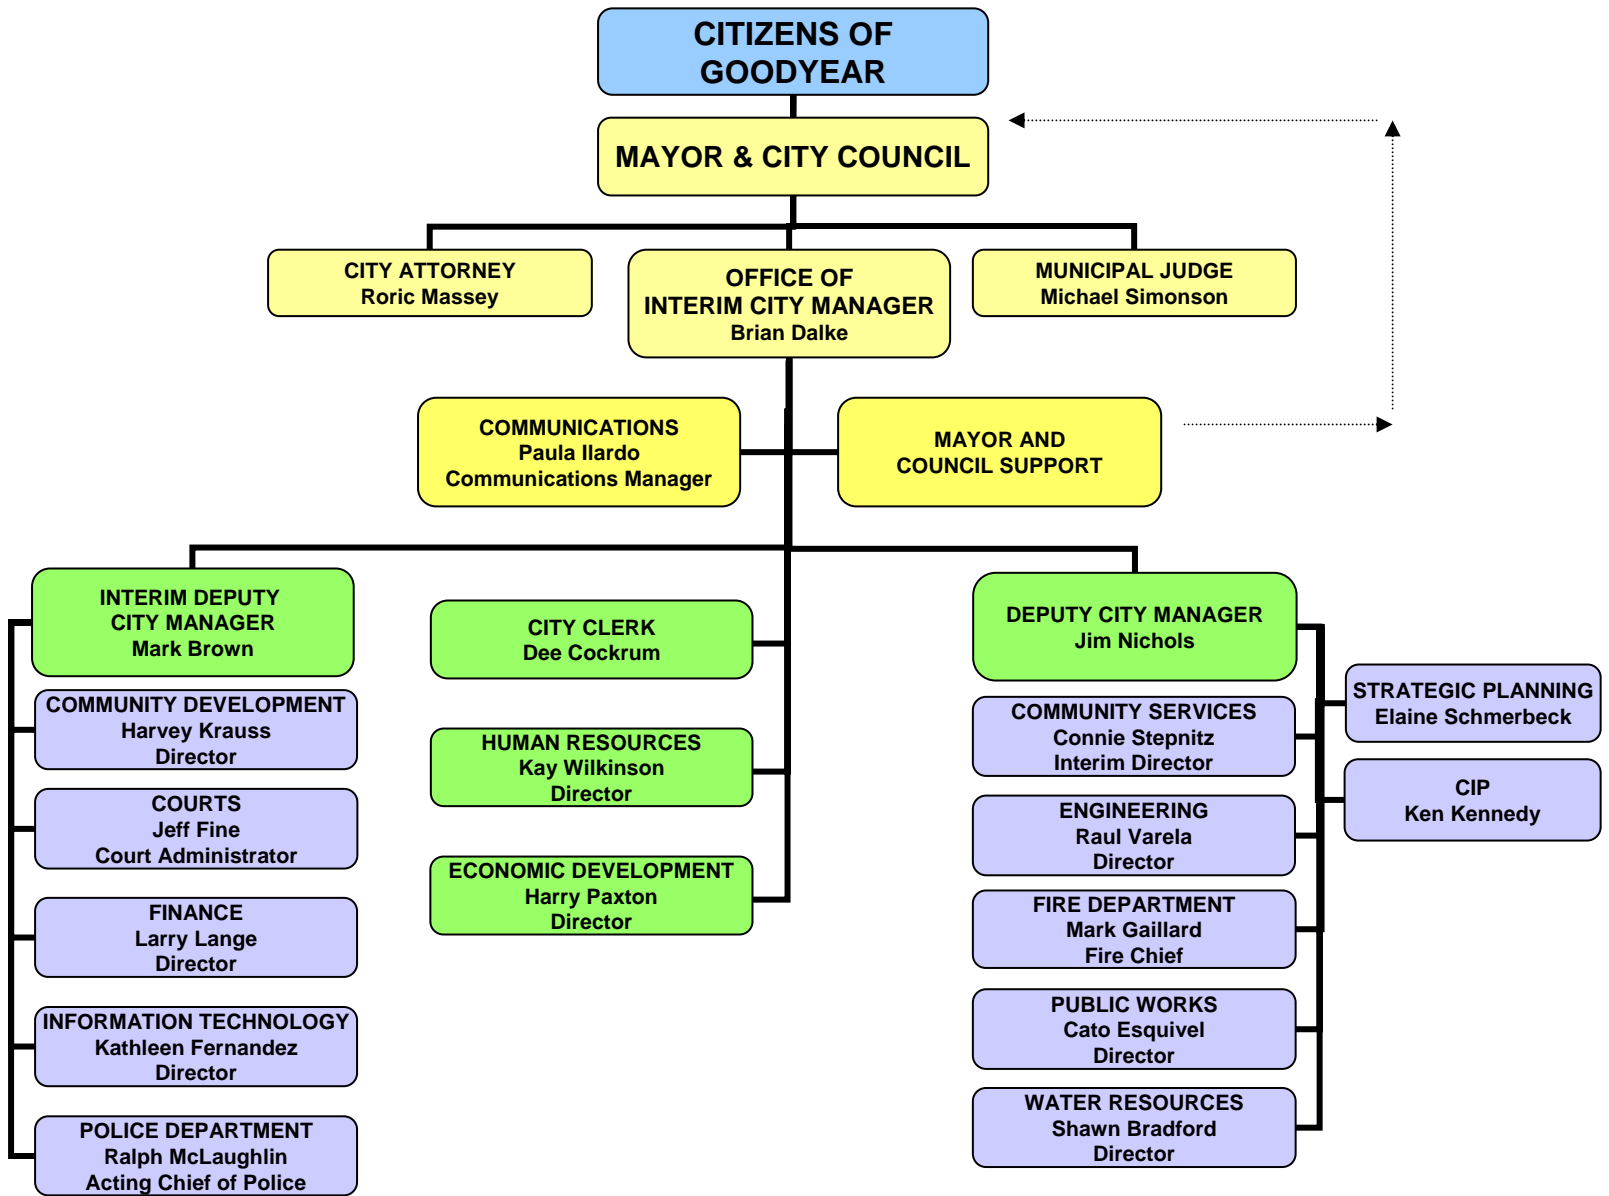 CITIZENS OF
GOODYEAR
MAYOR & CITY COUNCIL
CITY ATTORNEY
Roric Massey
OFFICE OF
INTERIM CITY MANAGER
Brian Dalke
MUNICIPAL JUDGE
Michael Simonson
COMMUNICATIONS
Paula Ilardo
Communications Manager
MAYOR AND
COUNCIL SUPPORT
INTERIM DEPUTY
CITY MANAGER
Mark Brown
COMMUNITY DEVELOPMENT
Harvey Krauss
Director
COURTS
Jeff Fine
Court Administrator
FINANCE
Larry Lange
Director
INFORMATION TECHNOLOGY
Kathleen Fernandez
Director
POLICE DEPARTMENT
Ralph McLaughlin
Acting Chief of Police
CITY CLERK
Dee Cockrum
HUMAN RESOURCES
Kay Wilkinson
Director
ECONOMIC DEVELOPMENT
Harry Paxton
Director
DEPUTY CITY MANAGER
Jim Nichols
COMMUNITY SERVICES
Connie Stepnitz
Interim Director
ENGINEERING
Raul Varela
Director
FIRE DEPARTMENT
Mark Gaillard
Fire Chief
PUBLIC WORKS
Cato Esquivel
Director
WATER RESOURCES
Shawn Bradford
Director
STRATEGIC PLANNING
Elaine Schmerbeck
CIP
Ken Kennedy